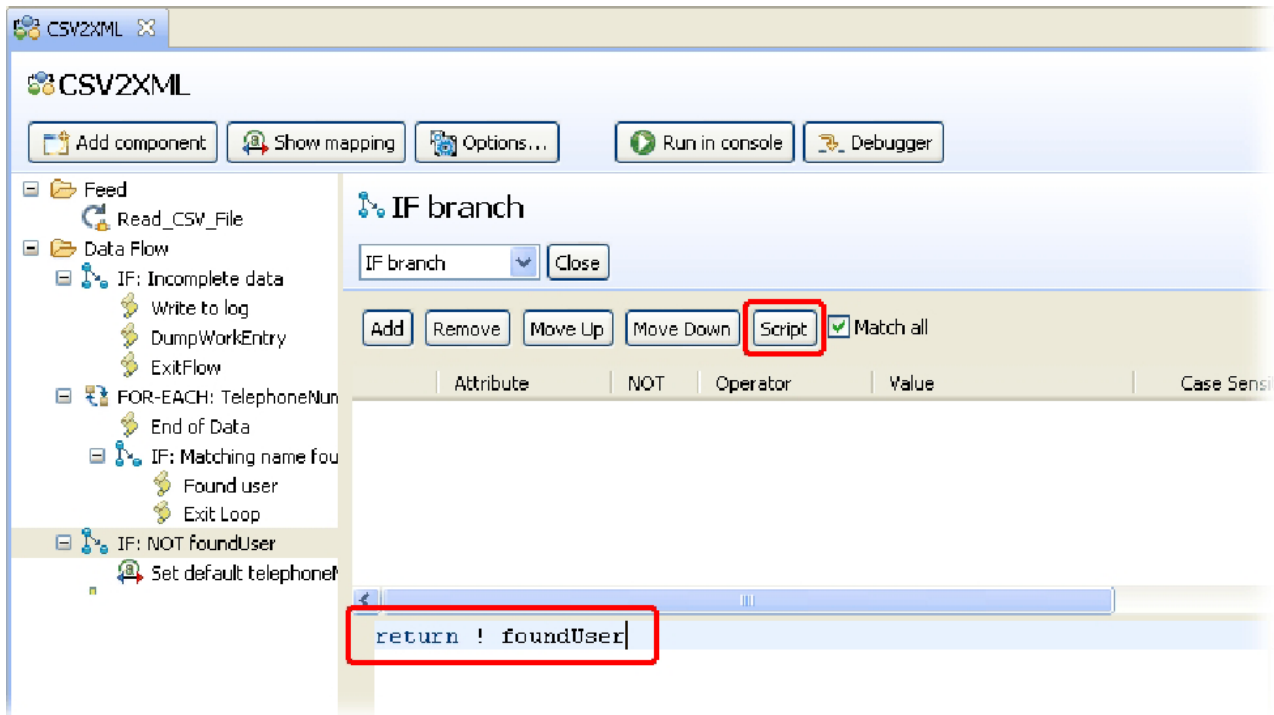 CSV2XML
CSV2XML
Add component Show mapping Options... Run in console Debugger
Feed
Read_CSV_File
Data Flow
IF: Incomplete data
Write to log
DumpWorkEntry
ExitFlow
FOR-EACH: TelephoneNun
End of Data
IF: Matching name fou
Found user
Exit Loop
IF: NOT foundUser
Set default telephoneN
IF branch
IF branch Close
Add Remove Move Up Move Down Script Match all
Attribute NOT Operator Value Case Sensi
return ! foundUser